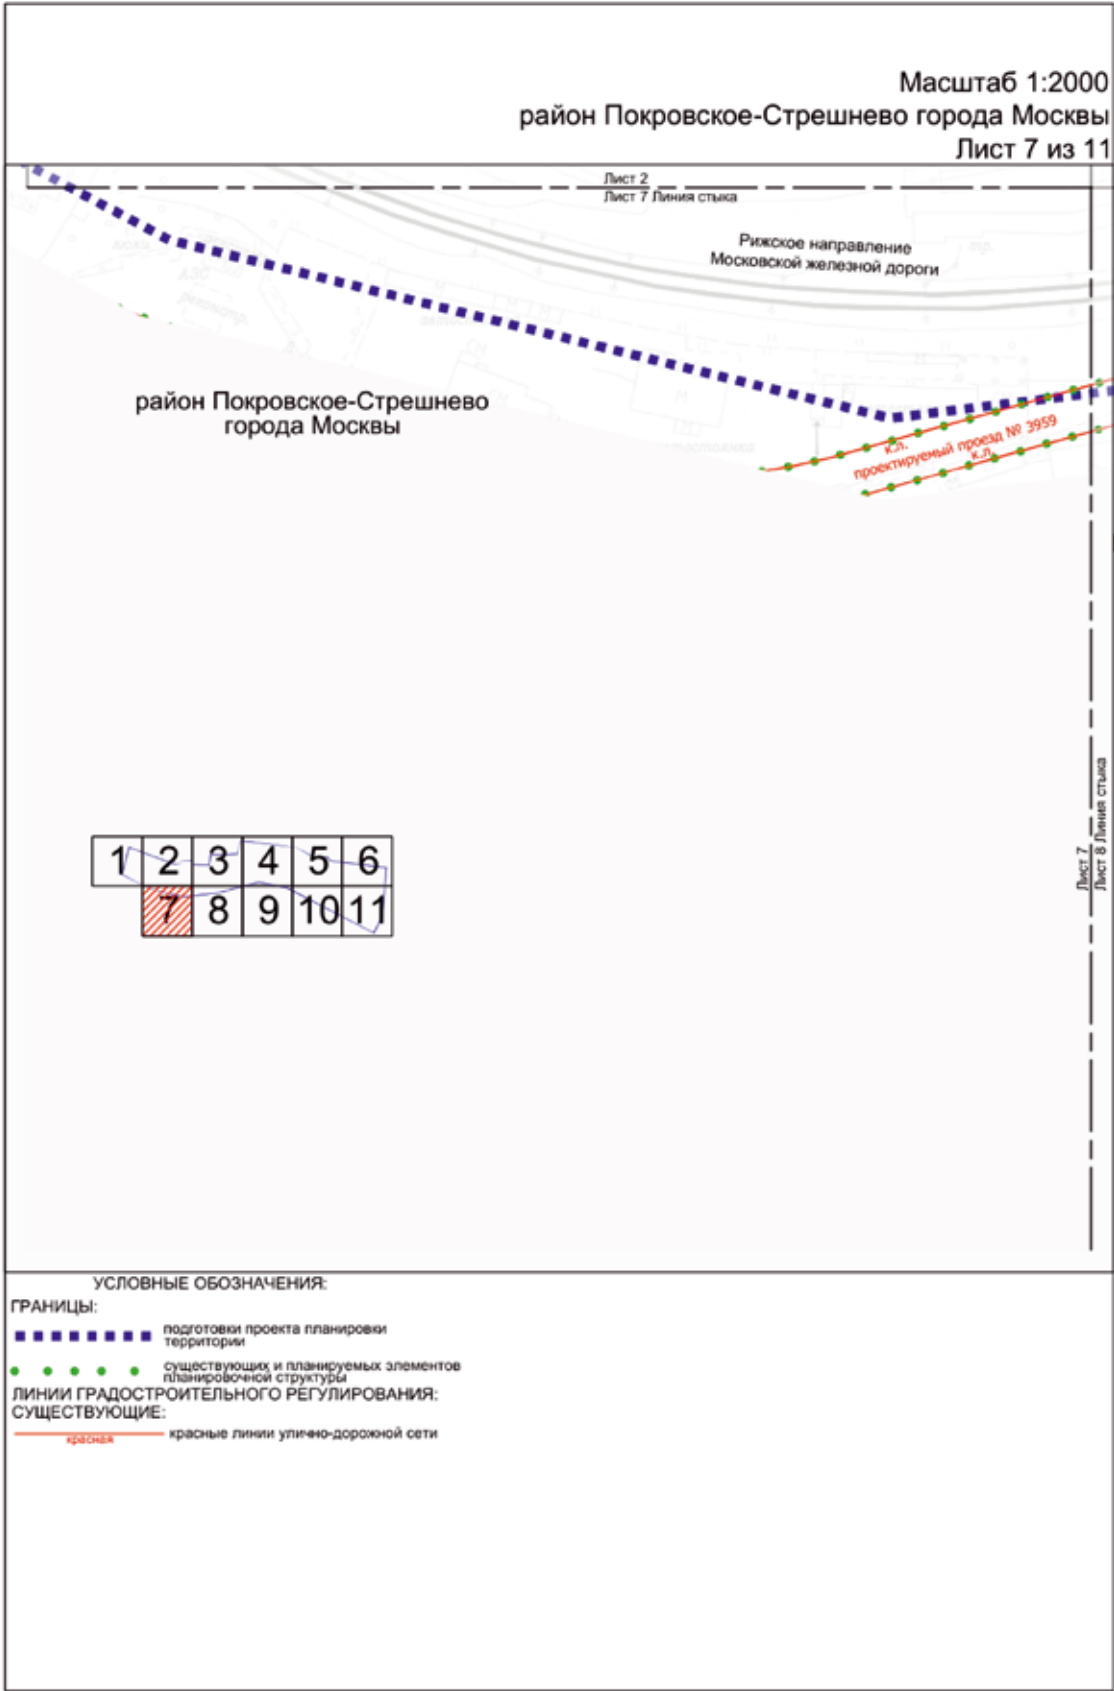 Масштаб 1:2000
район Покровское-Стрешнево города Москвы
Лист 7 из 11
Лист 2
Лист 7 Линия стыка
Рижское направление
Московской железной дороги
пр.
АЗС
район Покровское-Стрешнево
города Москвы
к.л.
проектируемый проезд № 3959
к.л.
Лист 7
Лист 8 Линия стыка
1 2 3 4 5 6
7 8 9 10 11
УСЛОВНЫЕ ОБОЗНАЧЕНИЯ:
ГРАНИЦЫ:
подготовки проекта планировки
территории
существующих и планируемых элементов
планировочной структуры
ЛИНИИ ГРАДОСТРОИТЕЛЬНОГО РЕГУЛИРОВАНИЯ:
СУЩЕСТВУЮЩИЕ:
красная
красные линии улично-дорожной сети